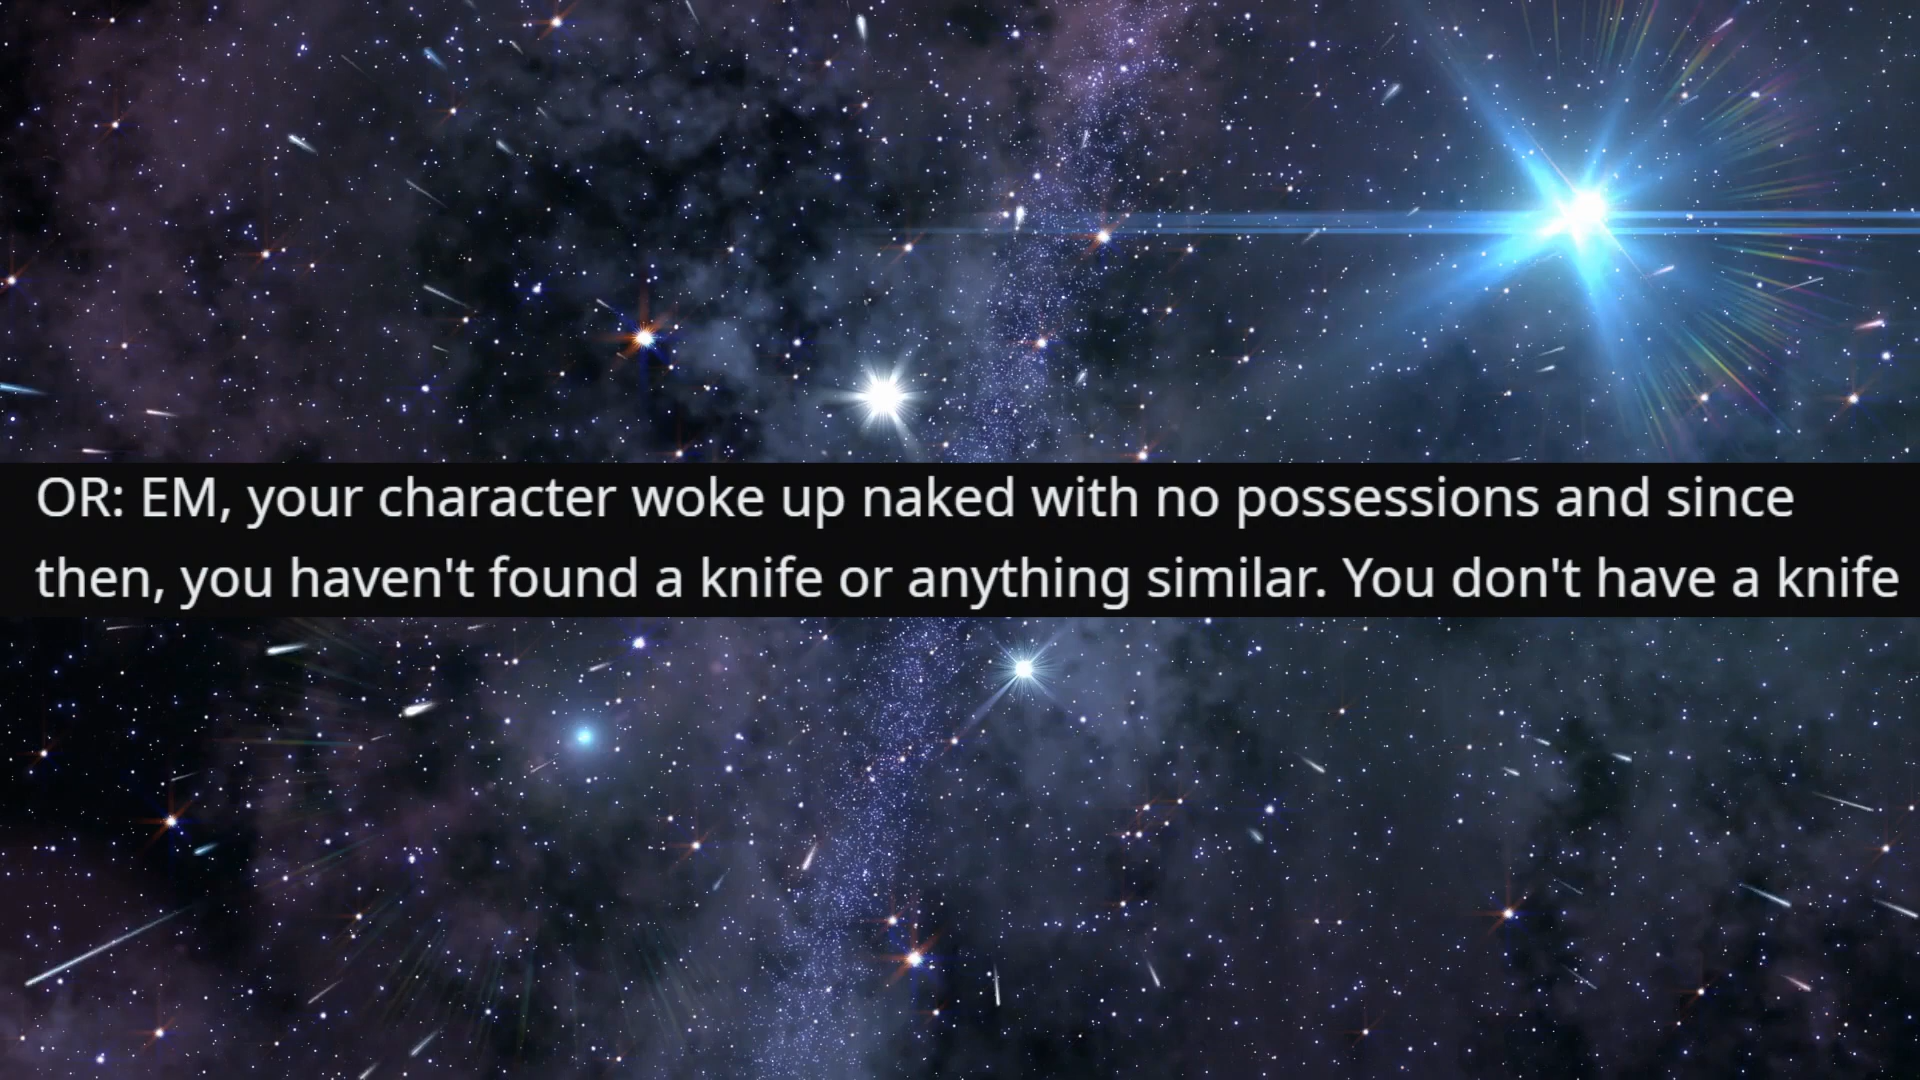 OR: EM, your character woke up naked with no possessions and since
then, you haven't found a knife or anything similar. You don't have a knife